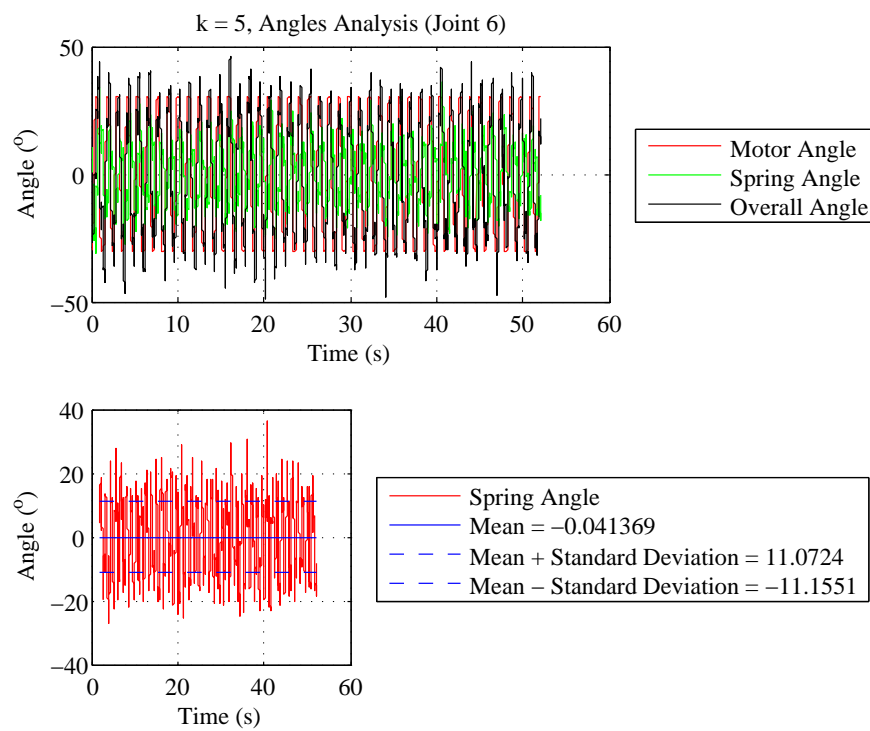 k = 5, Angles Analysis (Joint 6)
50
0
−50
Angle (°)
0 10 20 30 40 50 60
Time (s)
Motor Angle
Spring Angle
Overall Angle
40
20
0
−20
−40
Angle (°)
0 20 40 60
Time (s)
Spring Angle
Mean = −0.041369
Mean + Standard Deviation = 11.0724
Mean − Standard Deviation = −11.1551